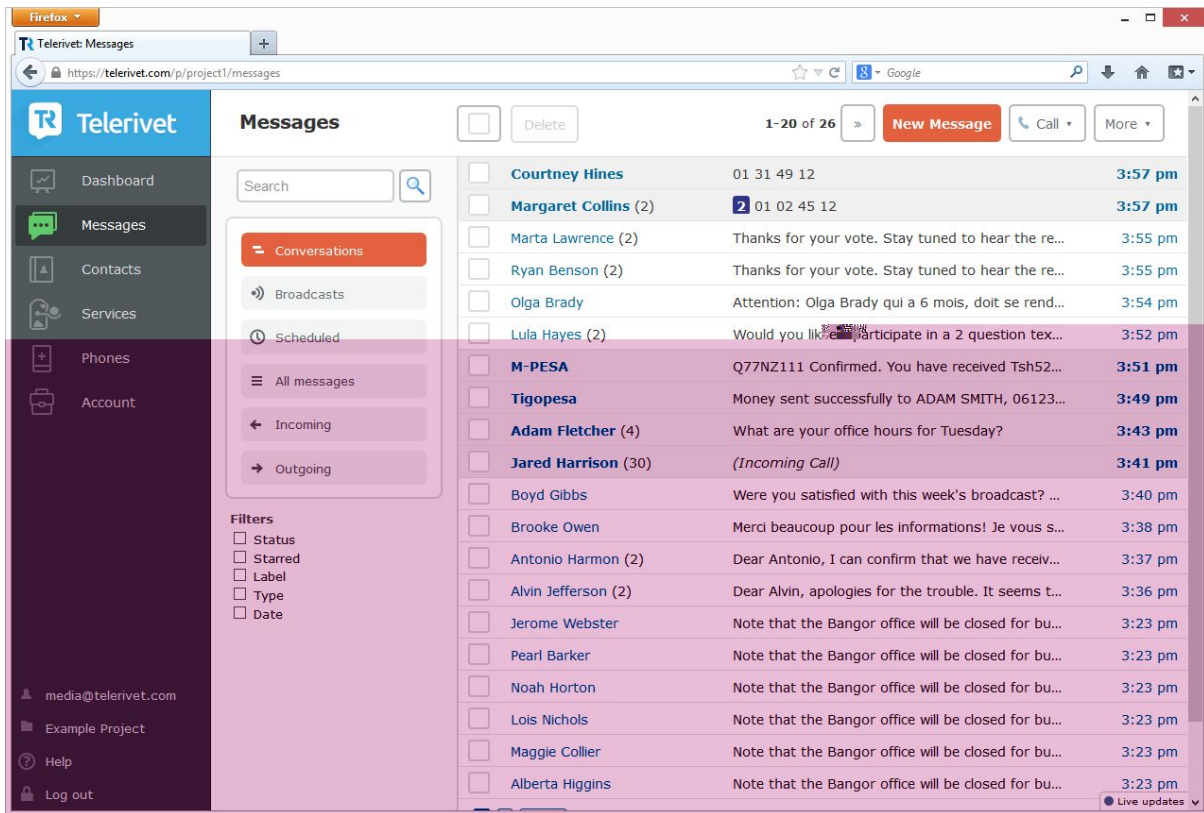 Firefox
Telerivet: Messages
https://telerivet.com/p/project1/messages
Google
Telerivet
Messages
Delete
1-20 of 26 »
New Message
Call
More
Dashboard
Messages
Contacts
Services
Phones
Account
Search
Conversations
Broadcasts
Scheduled
All messages
Incoming
Outgoing
Filters
Status
Starred
Label
Type
Date
Courtney Hines 01 31 49 12 3:57 pm
Margaret Collins (2) 2 01 02 45 12 3:57 pm
Marta Lawrence (2) Thanks for your vote. Stay tuned to hear the re... 3:55 pm
Ryan Benson (2) Thanks for your vote. Stay tuned to hear the re... 3:55 pm
Olga Brady Attention: Olga Brady qui a 6 mois, doit se rend... 3:54 pm
Lula Hayes (2) Would you participate in a 2 question tex... 3:52 pm
M-PESA Q77NZ111 Confirmed. You have received Tsh52... 3:51 pm
Tigopesa Money sent successfully to ADAM SMITH, 06123... 3:49 pm
Adam Fletcher (4) What are your office hours for Tuesday? 3:43 pm
Jared Harrison (30) (Incoming Call) 3:41 pm
Boyd Gibbs Were you satisfied with this week's broadcast? ... 3:40 pm
Brooke Owen Merci beaucoup pour les informations! Je vous s... 3:38 pm
Antonio Harmon (2) Dear Antonio, I can confirm that we have receiv... 3:37 pm
Alvin Jefferson (2) Dear Alvin, apologies for the trouble. It seems t... 3:36 pm
Jerome Webster Note that the Bangor office will be closed for bu... 3:23 pm
Pearl Barker Note that the Bangor office will be closed for bu... 3:23 pm
Noah Horton Note that the Bangor office will be closed for bu... 3:23 pm
Lois Nichols Note that the Bangor office will be closed for bu... 3:23 pm
Maggie Collier Note that the Bangor office will be closed for bu... 3:23 pm
Alberta Higgins Note that the Bangor office will be closed for bu... 3:23 pm
media@telerivet.com
Example Project
Help
Log out
Live updates